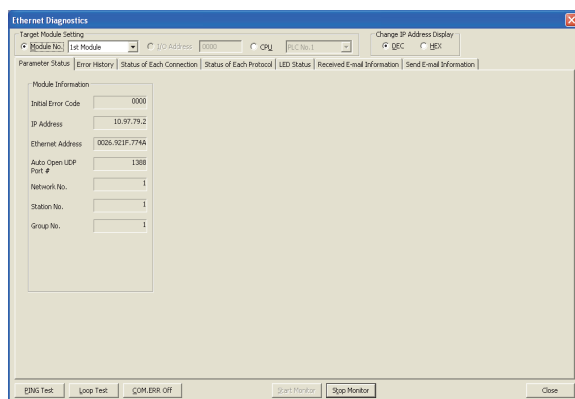 Ethernet Diagnostics
Target Module Setting
Module No. 1st Module I/O Address 0000 CPU PLC No.1
Change IP Address Display
DEC HEX
Parameter Status Error History Status of Each Connection Status of Each Protocol LED Status Received E-mail Information Send E-mail Information
Module Information
Initial Error Code 0000
IP Address 10.97.79.2
Ethernet Address 0026.921F.774A
Auto Open UDP
Port # 1388
Network No. 1
Station No. 1
Group No. 1
PING Test Loop Test COM.ERR Off Start Monitor Stop Monitor Close